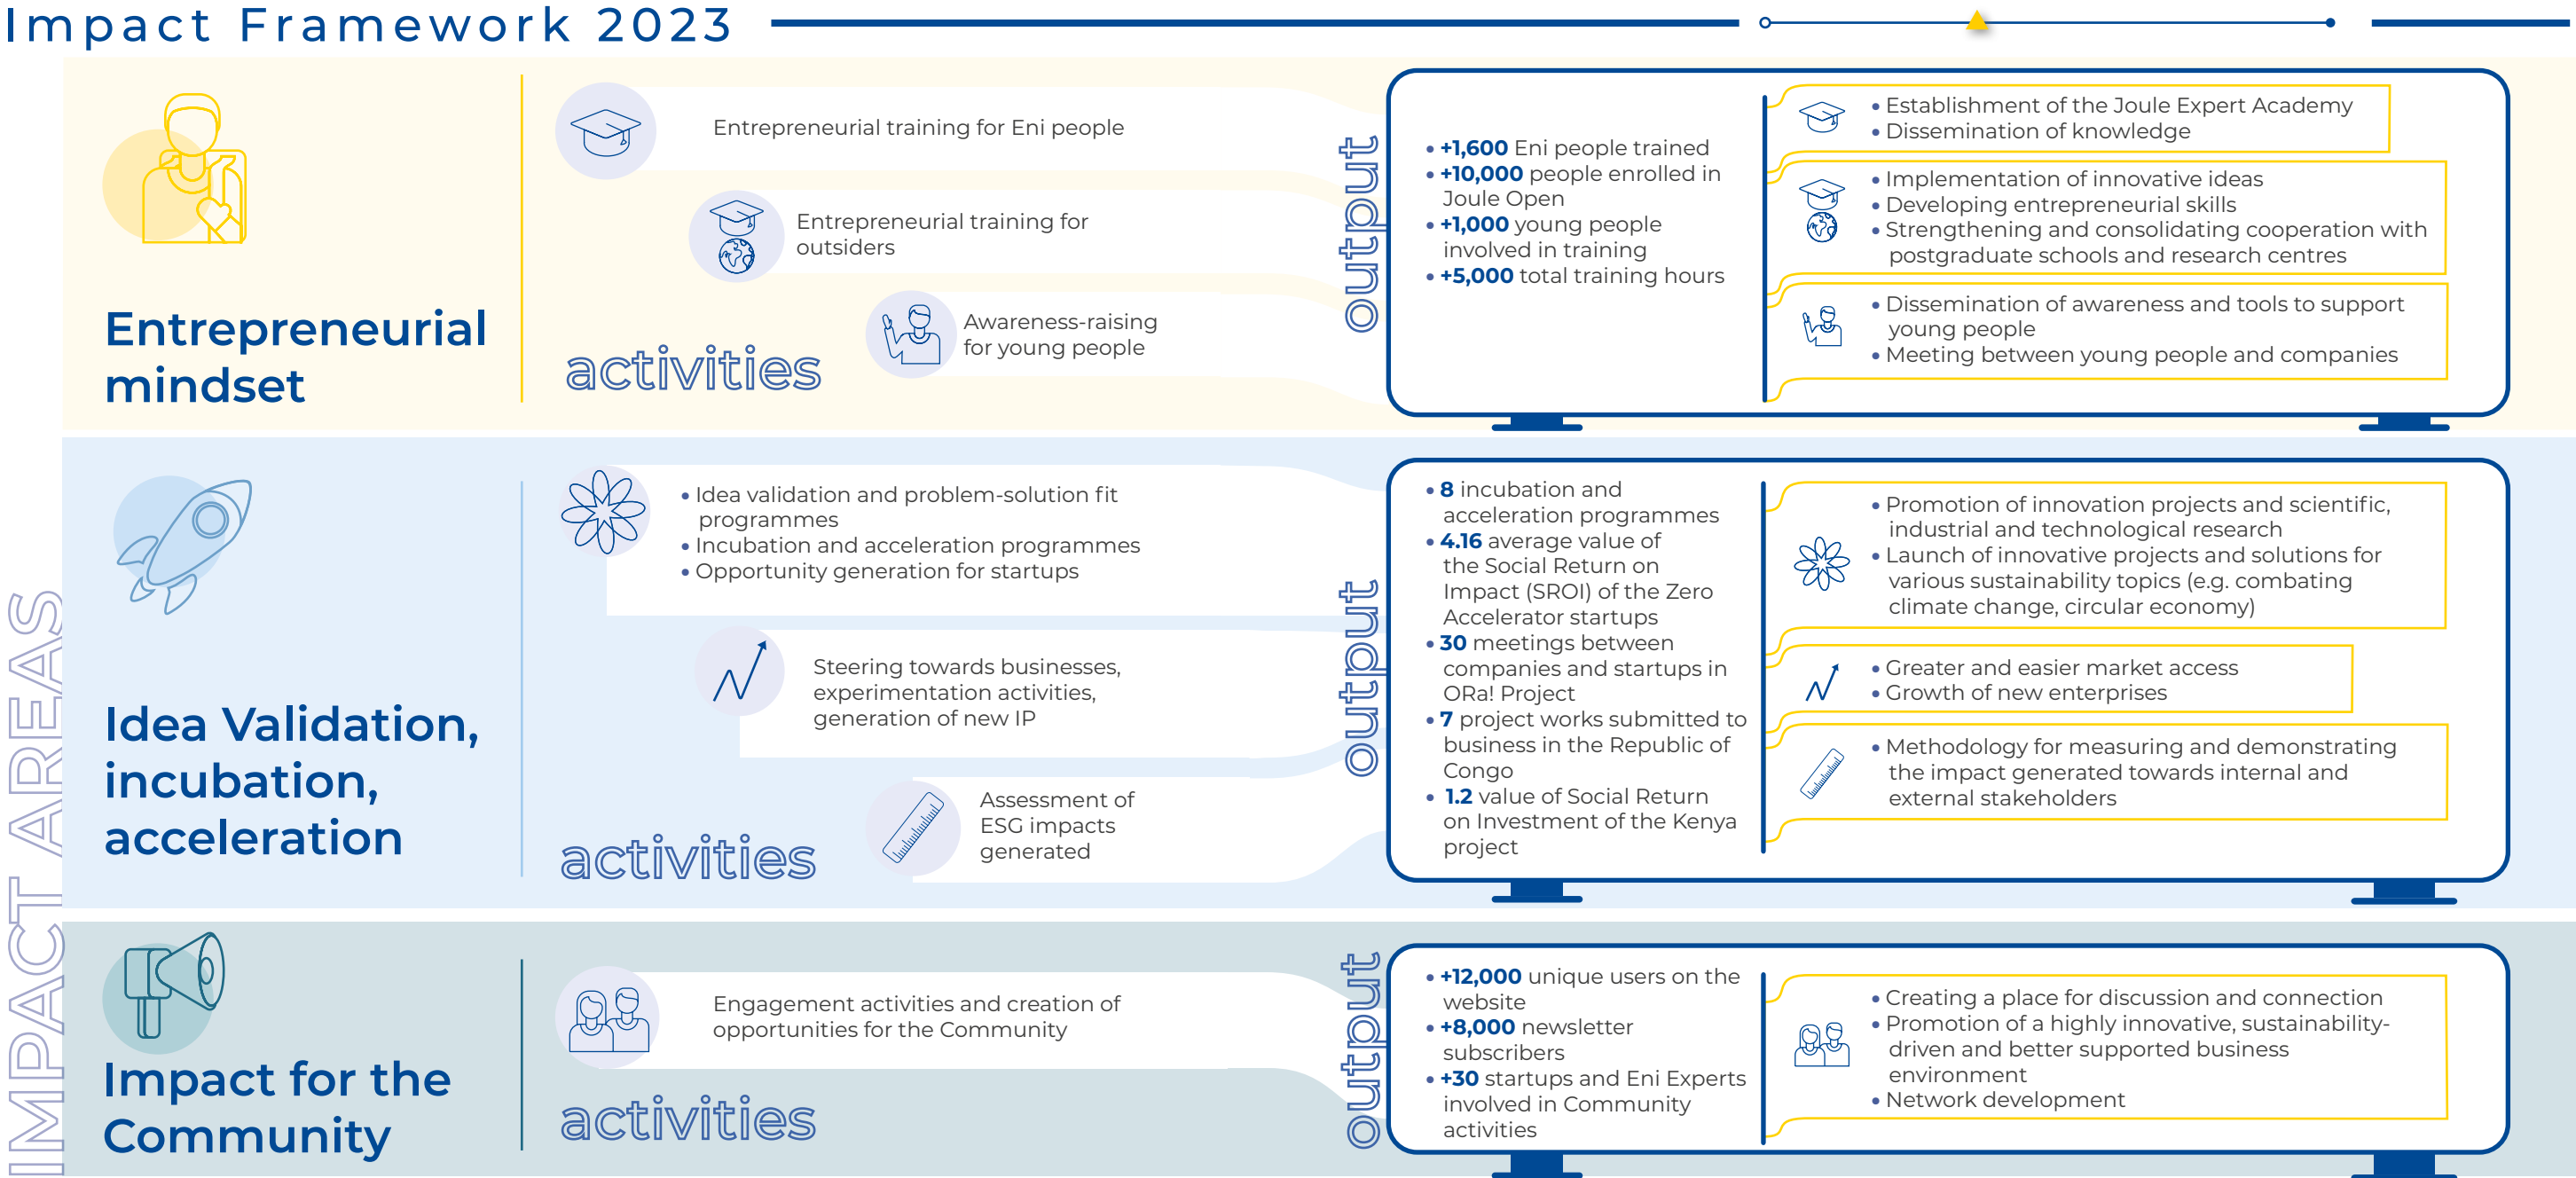 Impact Framework 2023
IMPACT AREAS
Entrepreneurial
mindset
activities
Entrepreneurial training for Eni people
Entrepreneurial training for
outsiders
Awareness-raising
for young people
output
• +1,600 Eni people trained
• +10,000 people enrolled in
Joule Open
• +1,000 young people
involved in training
• +5,000 total training hours
• Establishment of the Joule Expert Academy
• Dissemination of knowledge
• Implementation of innovative ideas
• Developing entrepreneurial skills
• Strengthening and consolidating cooperation with
postgraduate schools and research centres
• Dissemination of awareness and tools to support
young people
• Meeting between young people and companies
Idea Validation,
incubation,
acceleration
activities
• Idea validation and problem-solution fit
programmes
• Incubation and acceleration programmes
• Opportunity generation for startups
Steering towards businesses,
experimentation activities,
generation of new IP
Assessment of
ESG impacts
generated
output
• 8 incubation and
acceleration programmes
• 4.16 average value of
the Social Return on
Impact (SROI) of the Zero
Accelerator startups
• 30 meetings between
companies and startups in
ORa! Project
• 7 project works submitted to
business in the Republic of
Congo
• 1.2 value of Social Return
on Investment of the Kenya
project
• Promotion of innovation projects and scientific,
industrial and technological research
• Launch of innovative projects and solutions for
various sustainability topics (e.g. combating
climate change, circular economy)
• Greater and easier market access
• Growth of new enterprises
• Methodology for measuring and demonstrating
the impact generated towards internal and
external stakeholders
Impact for the
Community
activities
Engagement activities and creation of
opportunities for the Community
output
• +12,000 unique users on the
website
• +8,000 newsletter
subscribers
• +30 startups and Eni Experts
involved in Community
activities
• Creating a place for discussion and connection
• Promotion of a highly innovative, sustainability-
driven and better supported business
environment
• Network development